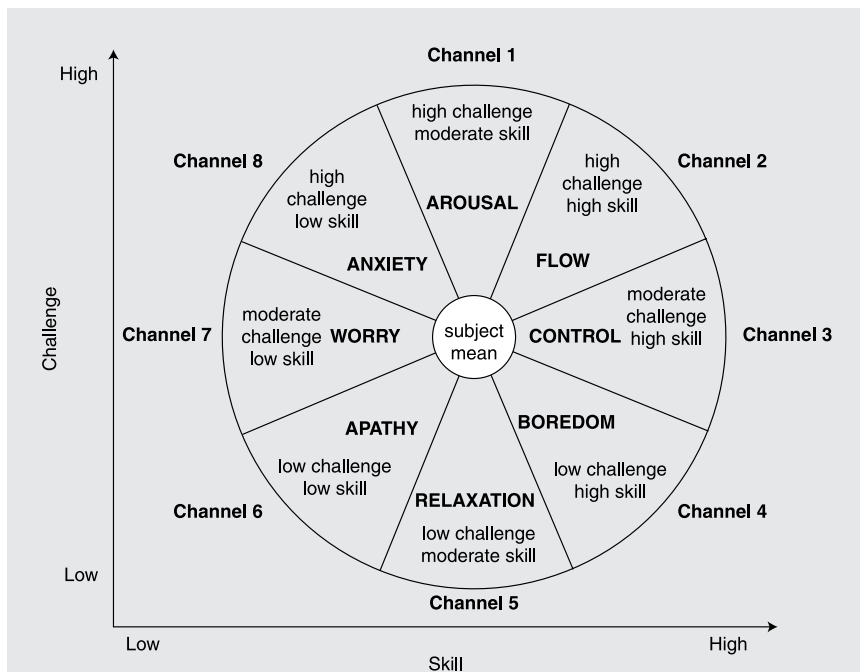 Channel 1
High
high challenge
moderate skill
Channel 8
Channel 2
high
challenge
low skill
high
challenge
high skill
AROUSAL
ANXIETY
FLOW
Challenge
Channel 7
moderate
challenge
low skill
WORRY
subject
mean
CONTROL
moderate
challenge
high skill
Channel 3
APATHY
BOREDOM
low challenge
low skill
RELAXATION
low challenge
moderate skill
low challenge
high skill
Channel 6
Channel 4
Low
Channel 5
Low
High
Skill